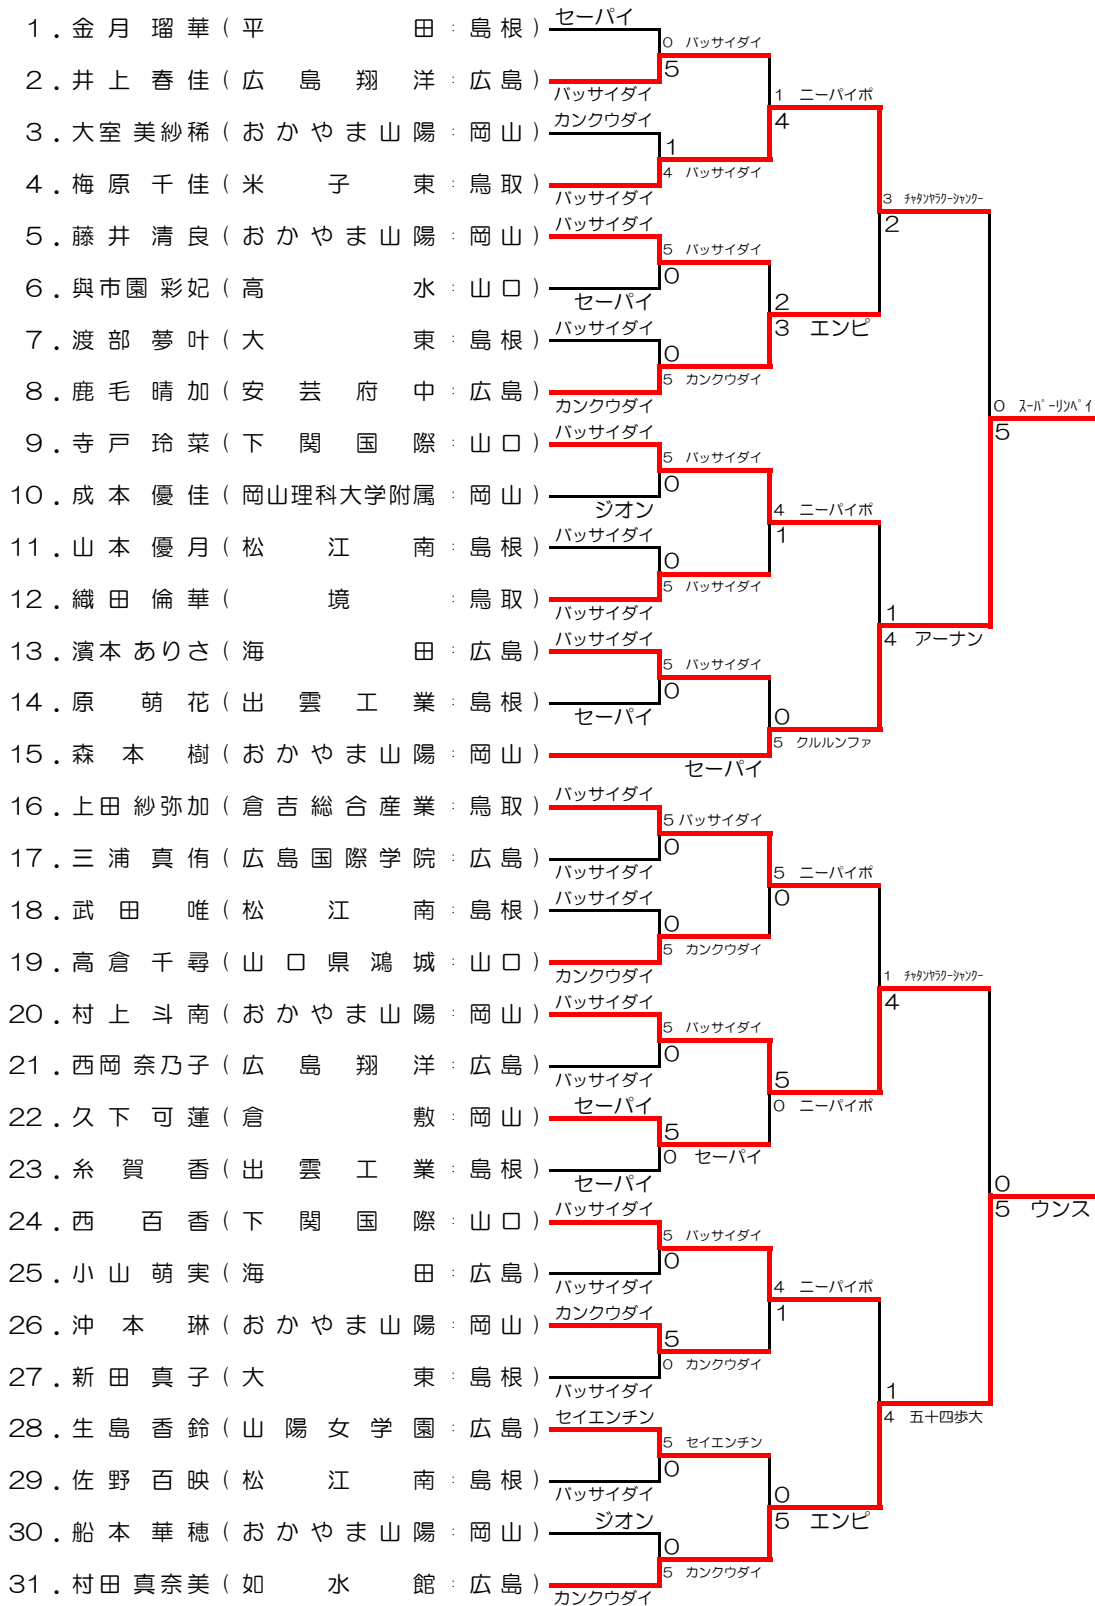 1．金月 瑠華（平田：島根）セーパイ
0 バッサイダイ
5
2．井上 春佳（広島翔洋：広島）バッサイダイ
1 ニーパイポ
4
3．大室 美紗稀（おかやま山陽：岡山）カンクウダイ
1
4 バッサイダイ
4．梅原 千佳（米子東：鳥取）バッサイダイ
3 チャタンヤラクーシャンクー
2
5．藤井 清良（おかやま山陽：岡山）バッサイダイ
5 バッサイダイ
0
6．與市園 彩妃（高水：山口）セーパイ
2
3 エンピ
7．渡部 夢叶（大東：島根）バッサイダイ
0
5 カンクウダイ
8．鹿毛 晴加（安芸府中：広島）カンクウダイ
0 スーパーリンペイ
5
9．寺戸 玲菜（下関国際：山口）バッサイダイ
5 バッサイダイ
0
10．成本 優佳（岡山理科大学附属：岡山）ジオン
4 ニーパイポ
1
11．山本 優月（松江南：島根）バッサイダイ
0
5 バッサイダイ
12．織田 倫華（境：鳥取）バッサイダイ
1
4 アーナン
13．濱本 ありさ（海田：広島）バッサイダイ
5 バッサイダイ
0
14．原 萌花（出雲工業：島根）セーパイ
0
5 クルルンファ
15．森本 樹（おかやま山陽：岡山）セーパイ
16．上田 紗弥加（倉吉総合産業：鳥取）バッサイダイ
5 バッサイダイ
0
17．三浦 真侑（広島国際学院：広島）バッサイダイ
5 ニーパイポ
0
18．武田 唯（松江南：島根）バッサイダイ
0
5 カンクウダイ
19．高倉 千尋（山口県鴻城：山口）カンクウダイ
1 チャタンヤラクーシャンクー
4
20．村上 斗南（おかやま山陽：岡山）バッサイダイ
5 バッサイダイ
0
21．西岡 奈乃子（広島翔洋：広島）バッサイダイ
5
0 ニーパイポ
22．久下 可蓮（倉敷：岡山）セーパイ
5
0 セーパイ
23．糸賀 香（出雲工業：島根）セーパイ
0
5 ウンス
24．西 百香（下関国際：山口）バッサイダイ
5 バッサイダイ
0
25．小山 萌実（海田：広島）バッサイダイ
4 ニーパイポ
1
26．沖本 琳（おかやま山陽：岡山）カンクウダイ
5
0 カンクウダイ
27．新田 真子（大東：島根）バッサイダイ
1
4 五十四歩大
28．生島 香鈴（山陽女学園：広島）セイエンチン
5 セイエンチン
0
29．佐野 百映（松江南：島根）バッサイダイ
0
5 エンピ
30．船本 華穂（おかやま山陽：岡山）ジオン
0
5 カンクウダイ
31．村田 真奈美（如水館：広島）カンクウダイ